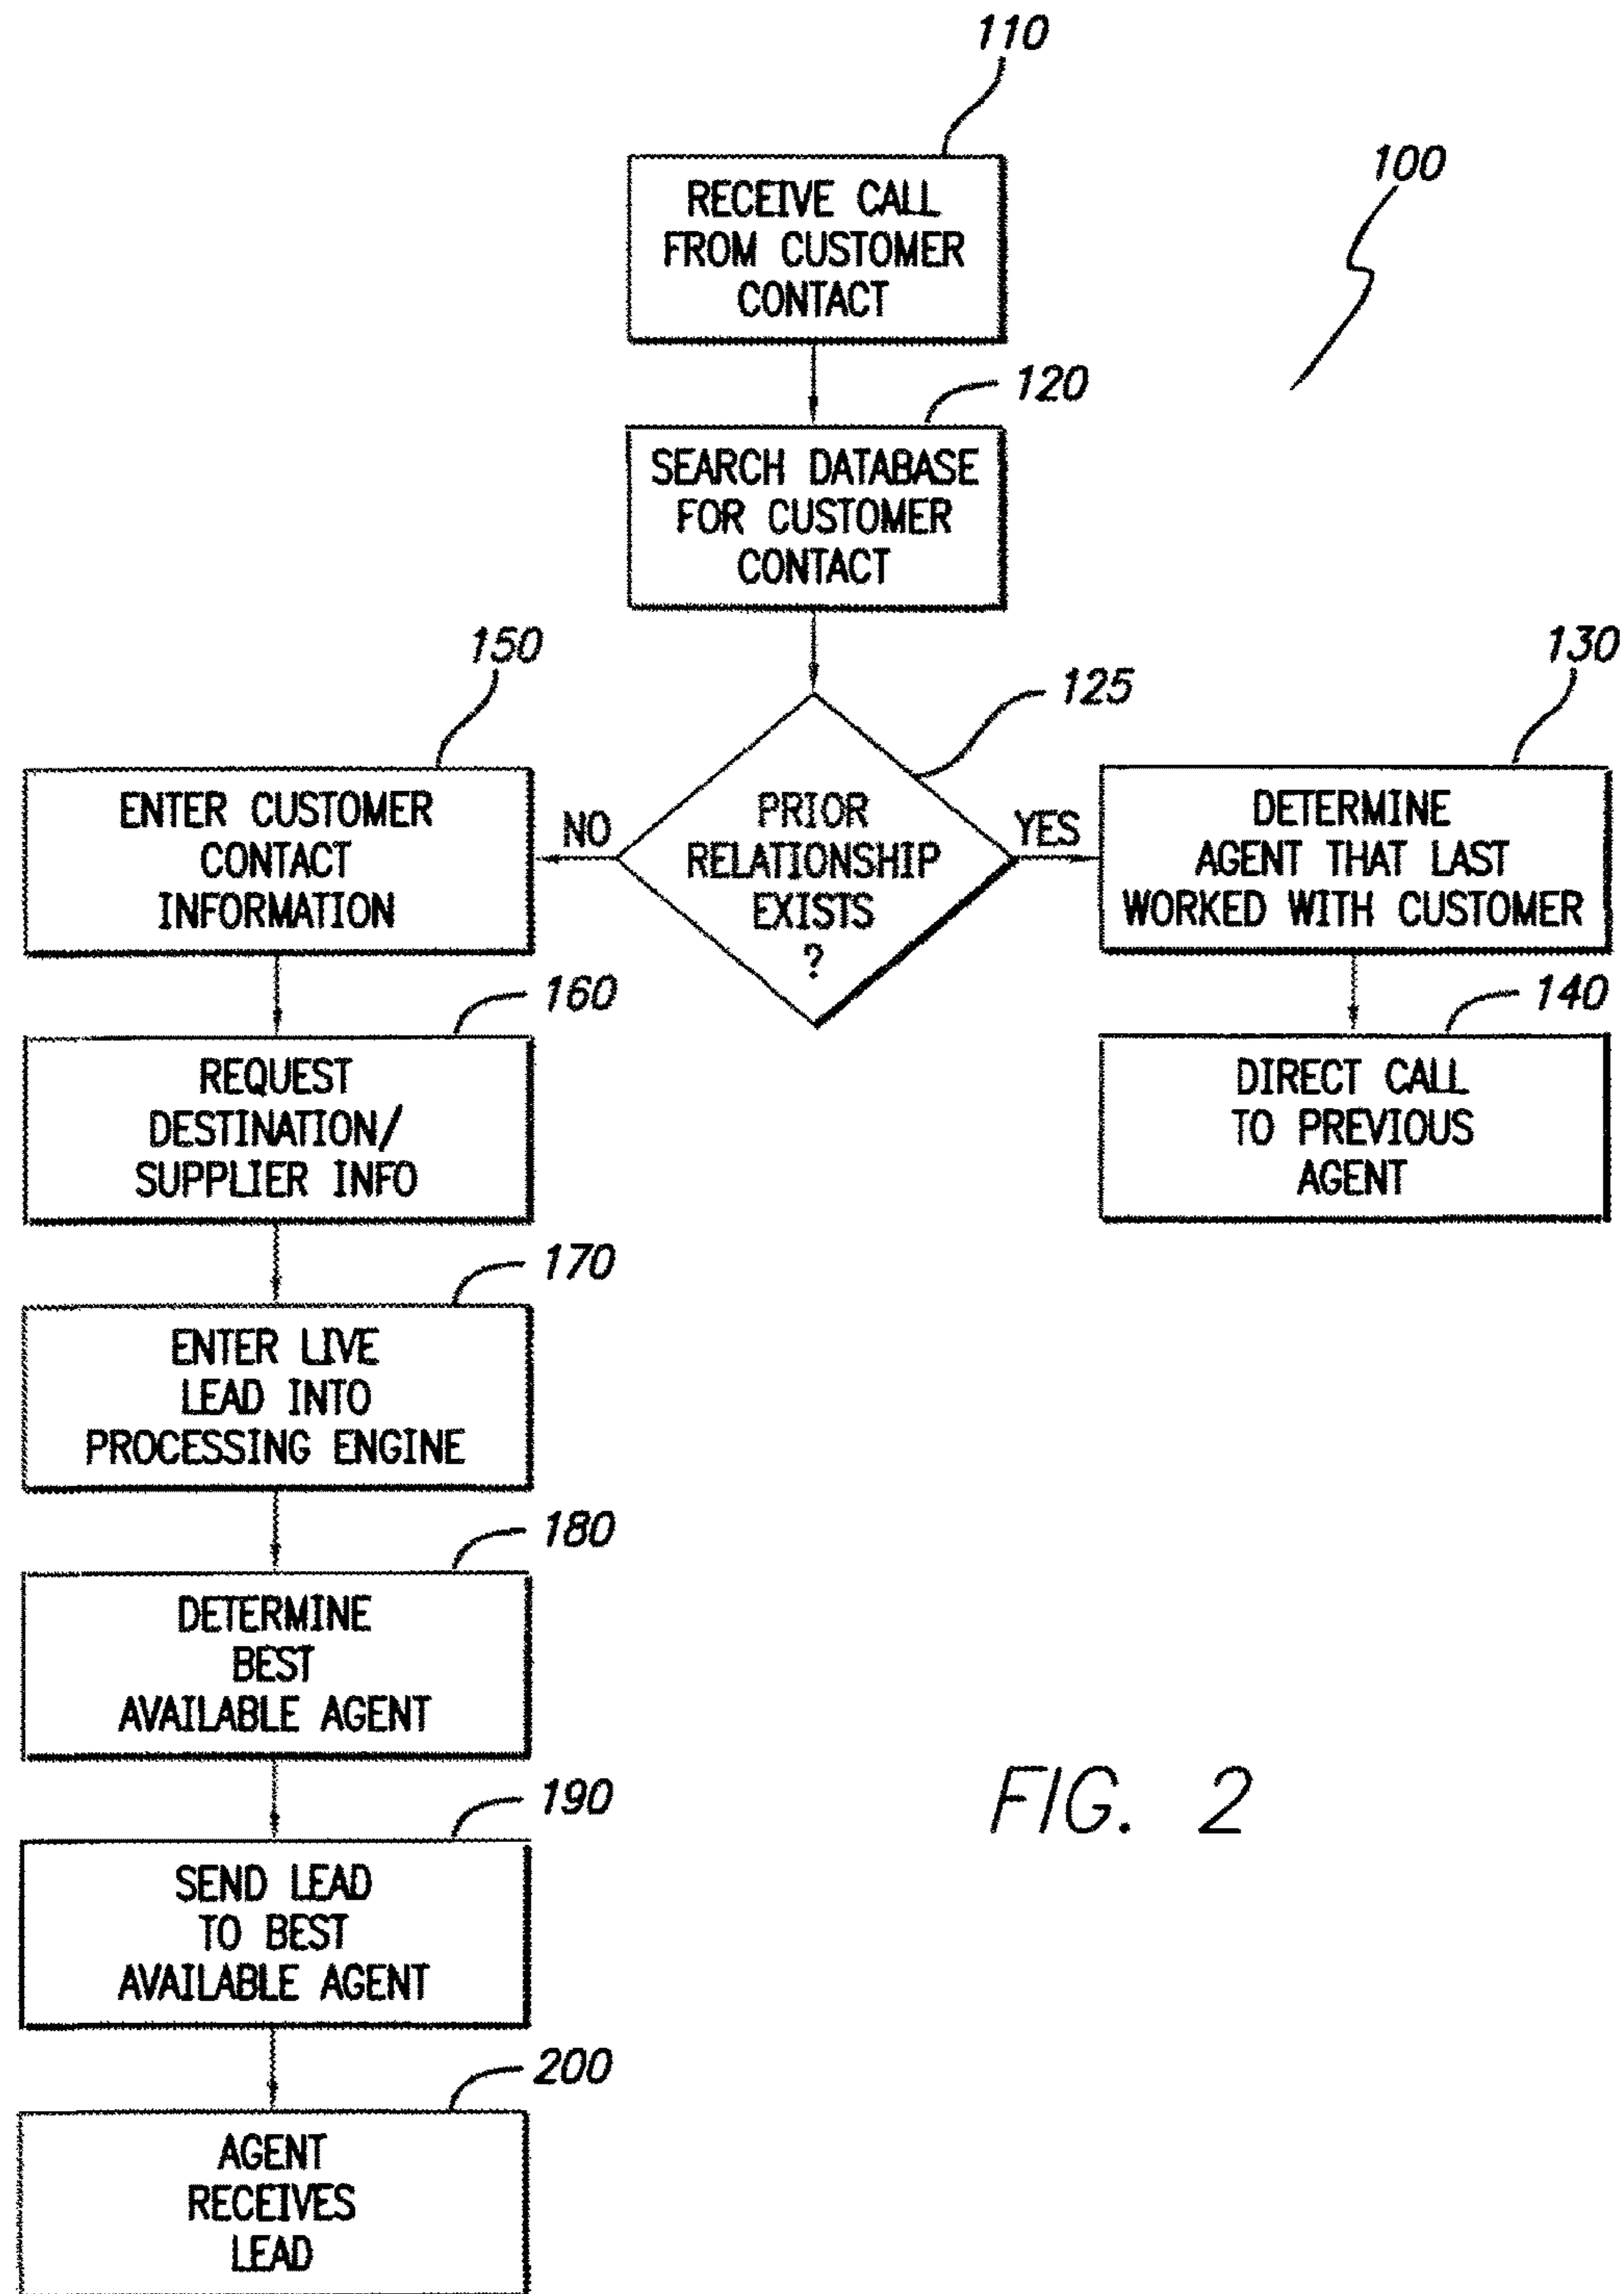 110
100
RECEIVE CALL
FROM CUSTOMER
CONTACT
120
SEARCH DATABASE
FOR CUSTOMER
CONTACT
150
125
130
ENTER CUSTOMER
CONTACT
INFORMATION
NO
PRIOR
RELATIONSHIP
EXISTS
?
YES
DETERMINE
AGENT THAT LAST
WORKED WITH CUSTOMER
160
140
REQUEST
DESTINATION/
SUPPLIER INFO
DIRECT CALL
TO PREVIOUS
AGENT
170
ENTER LIVE
LEAD INTO
PROCESSING ENGINE
180
DETERMINE
BEST
AVAILABLE AGENT
190
SEND LEAD
TO BEST
AVAILABLE AGENT
FIG. 2
200
AGENT
RECEIVES
LEAD